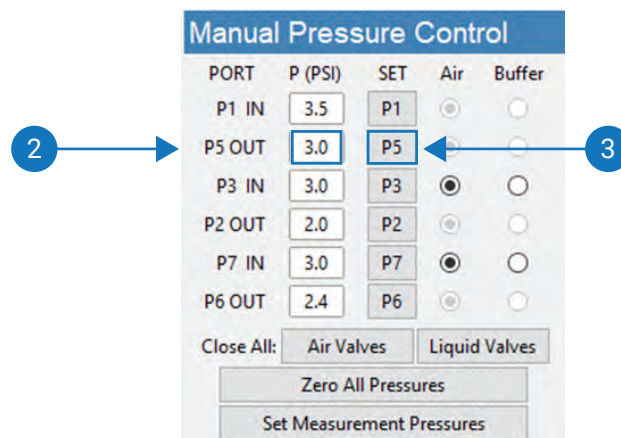 Manual Pressure Control
PORT P (PSI) SET Air Buffer
P1 IN 3.5 P1
2 P5 OUT 3.0 P5 3
P3 IN 3.0 P3
P2 OUT 2.0 P2
P7 IN 3.0 P7
P6 OUT 2.4 P6
Close All: Air Valves Liquid Valves
Zero All Pressures
Set Measurement Pressures